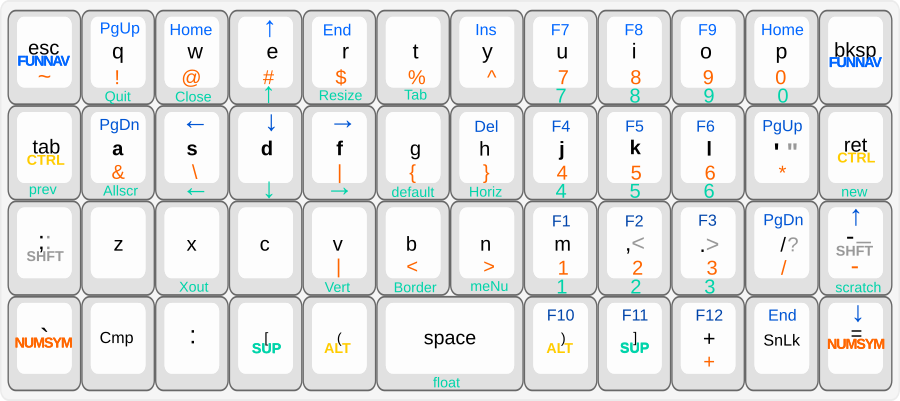 PgUp Home ↑ End Ins F7 F8 F9 Home
esc q w e r t y u i o p bksp
FUNNAV FUNNAV
~ ! @ # $ % ^ 7 8 9 0
Quit Close ↑ Resize Tab 7 8 9 0
PgDn ← ↓ → Del F4 F5 F6 PgUp
tab a s d f g h j k l ' " ret
CTRL CTRL
& \ | { } 4 5 6 *
prev Allscr ← ↓ → default Horiz 4 5 6 new
F1 F2 F3 PgDn ↑
;: z x c v b n m ,< .> /? -_
SHFT SHFT
| < > 1 2 3 / -
Xout Vert Border meNu 1 2 3 scratch
F10 F11 F12 End ↓
` Cmp : [ ( space ) ] + SnLk =
NUMSYM SUP ALT ALT SUP + NUMSYM
float